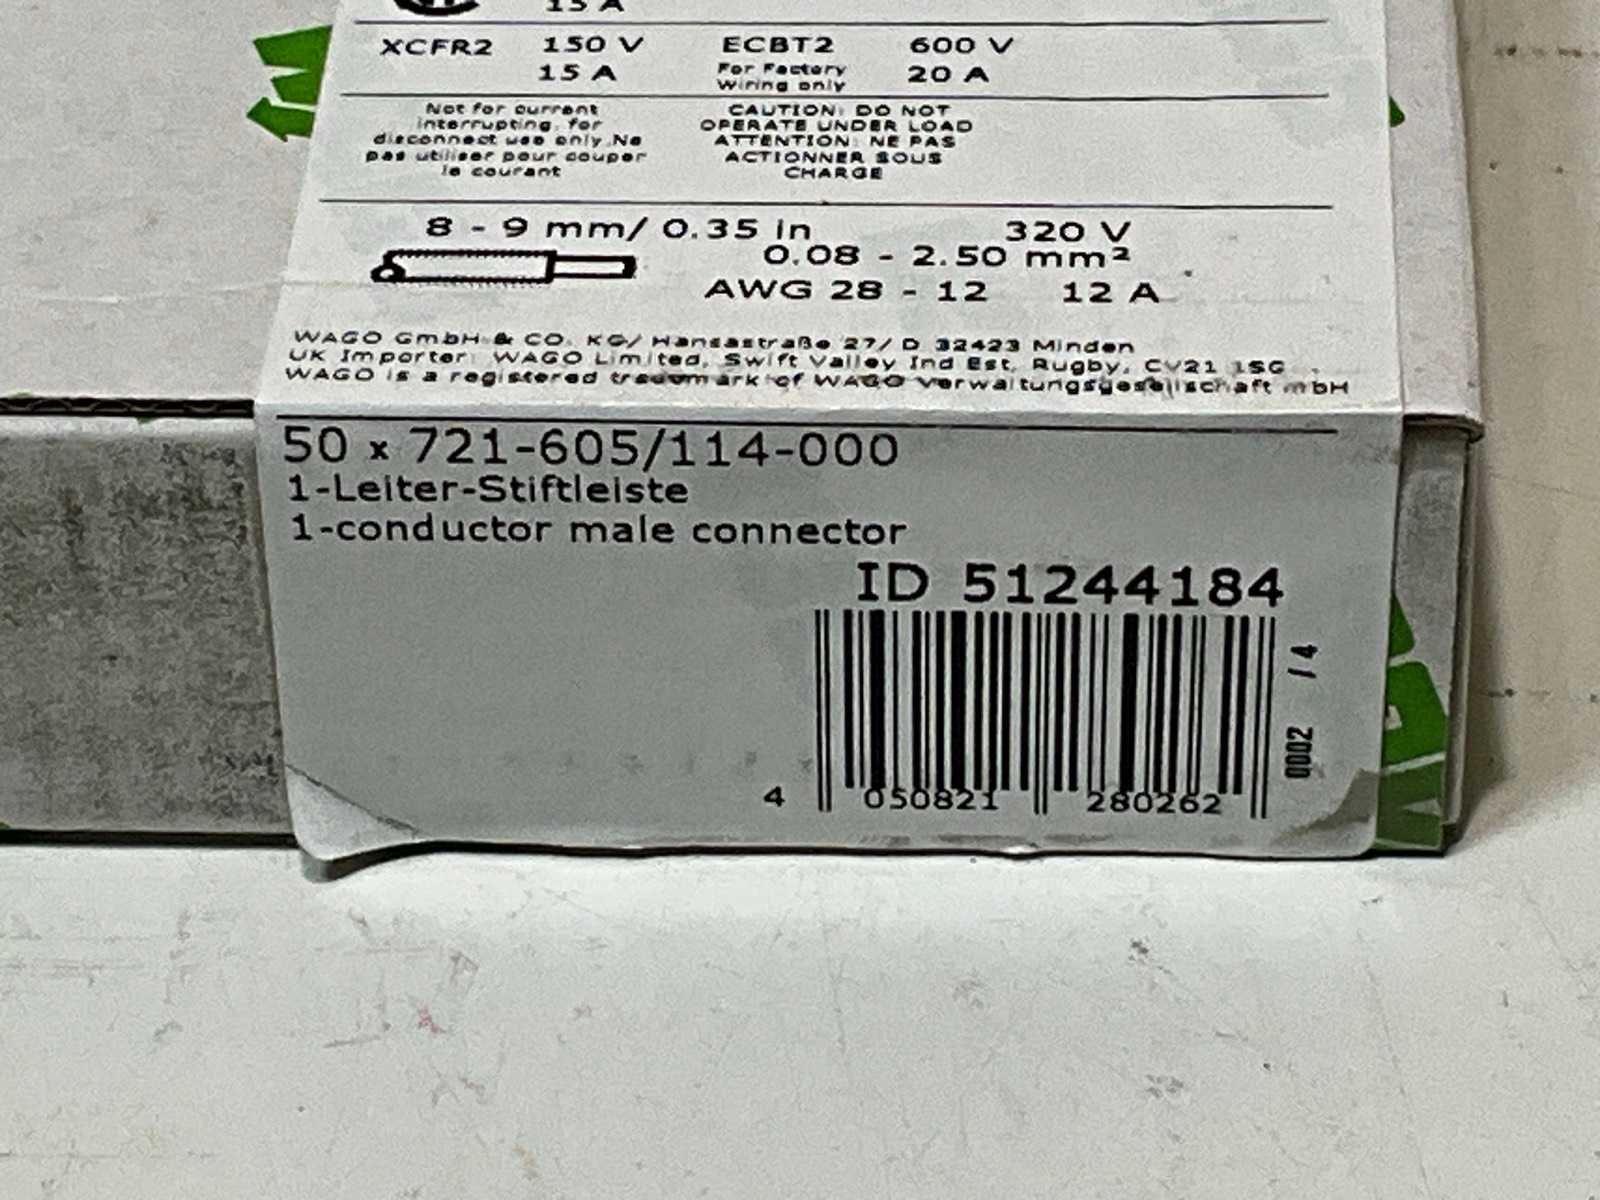 15 A
XCFR2 150 V ECBT2 600 V
15 A For Factory 20 A
Wiring only
Not for current
interrupting, for
disconnect use only.Ne
pas utiliser pour couper
le courant
CAUTION: DO NOT
OPERATE UNDER LOAD
ATTENTION: NE PAS
ACTIONNER SOUS
CHARGE
8 - 9 mm/ 0.35 in 320 V
0.08 - 2.50 mm²
AWG 28 - 12 12 A
WAGO GmbH & CO. KG/ Hansastraße 27/ D 32423 Minden
UK Importer: WAGO Limited, Swift Valley Ind Est, Rugby, CV21 1SG
WAGO is a registered trademark of WAGO Verwaltungsgesellschaft mbH
50 x 721-605/114-000
1-Leiter-Stiftleiste
1-conductor male connector
ID 51244184
4 050821 280262
0002 / 4